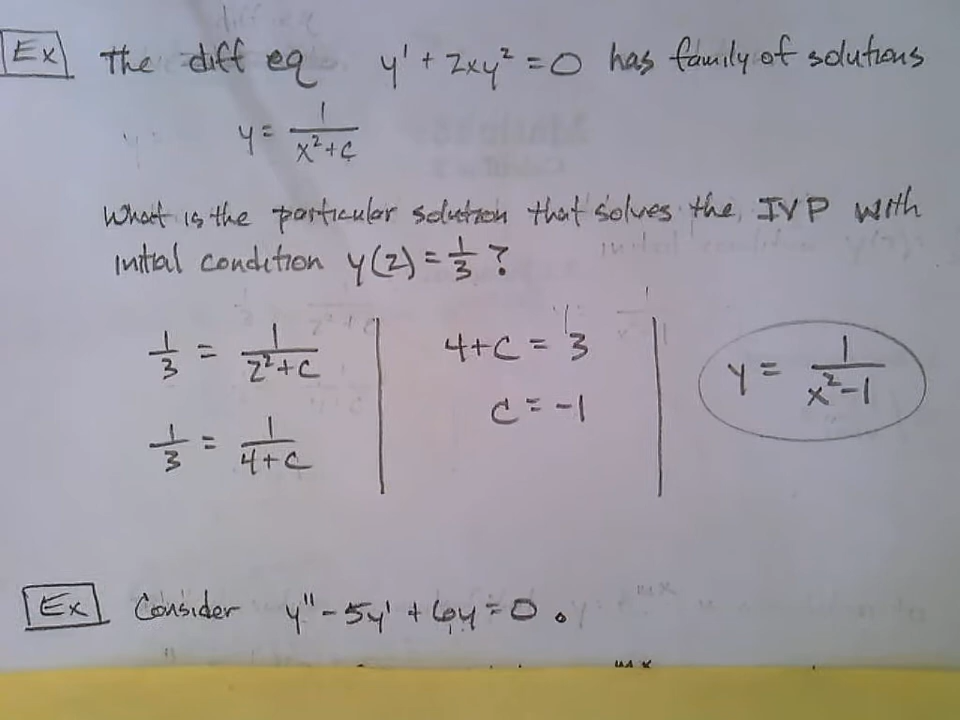 Ex The diff eq y' + 2xy² = 0 has family of solutions
y = 1/(x²+c)
What is the particular solution that solves the IVP with
initial condition y(2) = 1/3 ?
1/3 = 1/(2²+c)
1/3 = 1/(4+c)
4+c = 3
c = -1
y = 1/(x²-1)
Ex Consider y'' - 5y' + 6y = 0 .